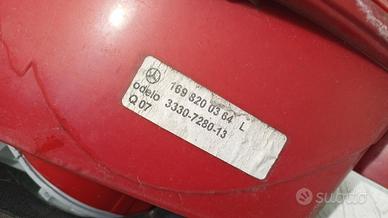 169 820 03 64 L
odelo 3330-7280-13
Q 07
subito